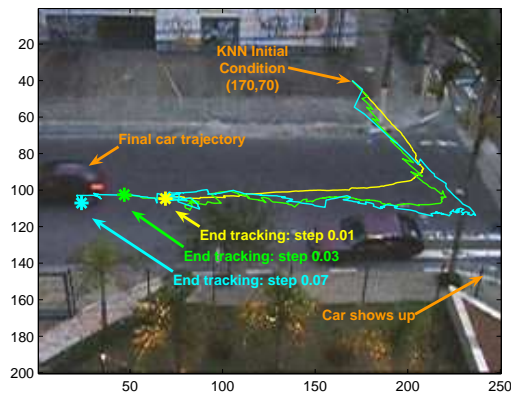 20
40
60
80
100
120
140
160
180
200
50
100
150
200
250
KNN Initial
Condition
(170,70)
Final car trajectory
End tracking: step 0.01
End tracking: step 0.03
End tracking: step 0.07
Car shows up